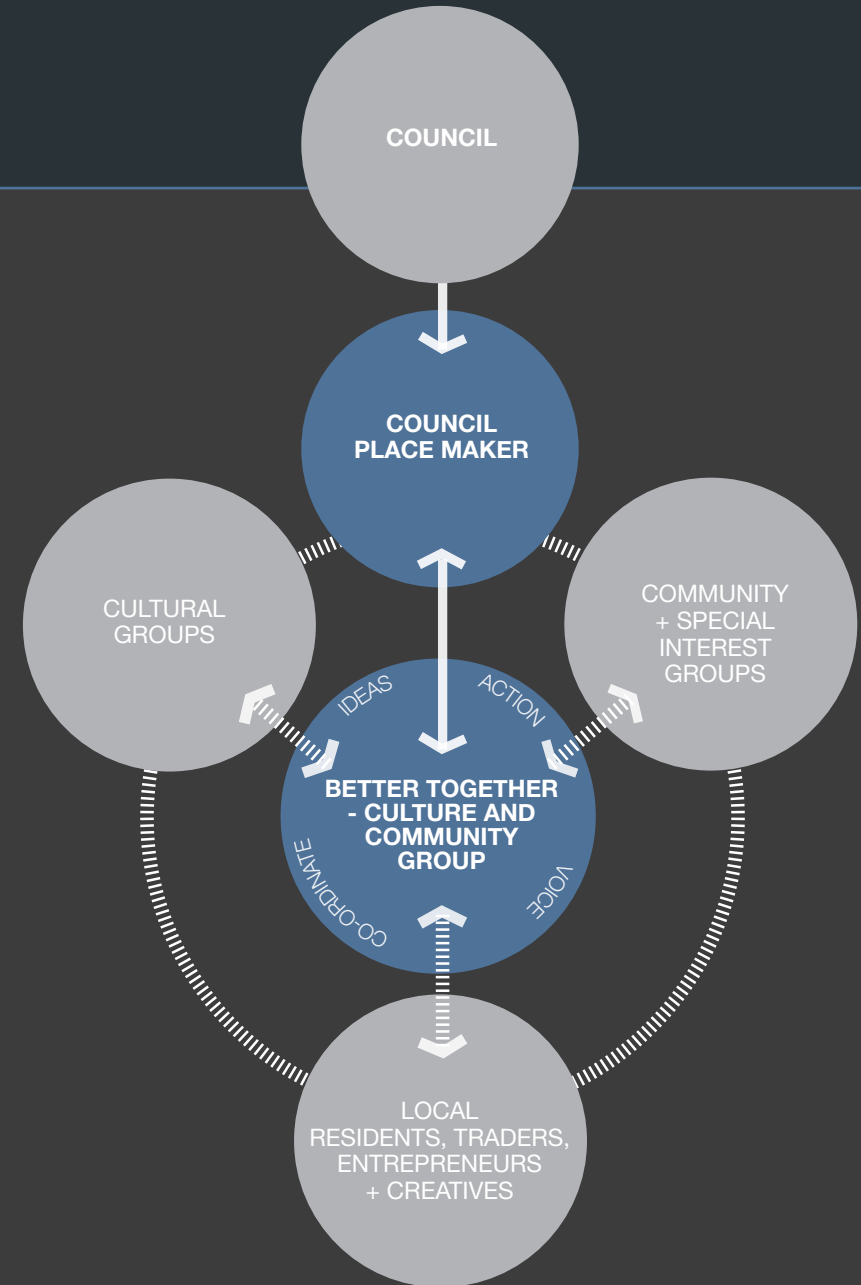 COUNCIL
COUNCIL
PLACE MAKER
CULTURAL
GROUPS
COMMUNITY
+ SPECIAL
INTEREST
GROUPS
IDEAS
ACTION
BETTER TOGETHER
- CULTURE AND
COMMUNITY
GROUP
CO-ORDINATE
VOICE
LOCAL
RESIDENTS, TRADERS,
ENTREPRENEURS
+ CREATIVES